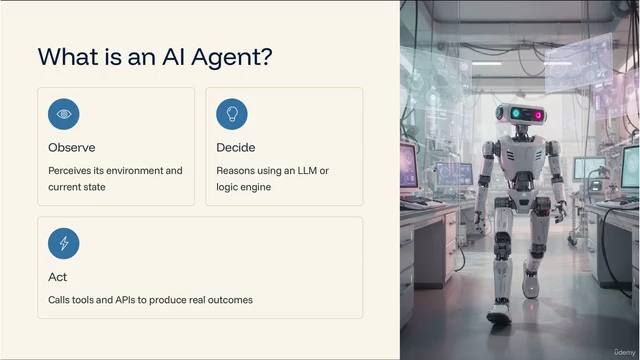 What is an AI Agent?
Observe
Perceives its environment and
current state
Decide
Reasons using an LLM or
logic engine
Act
Calls tools and APIs to produce real outcomes
ûdemy